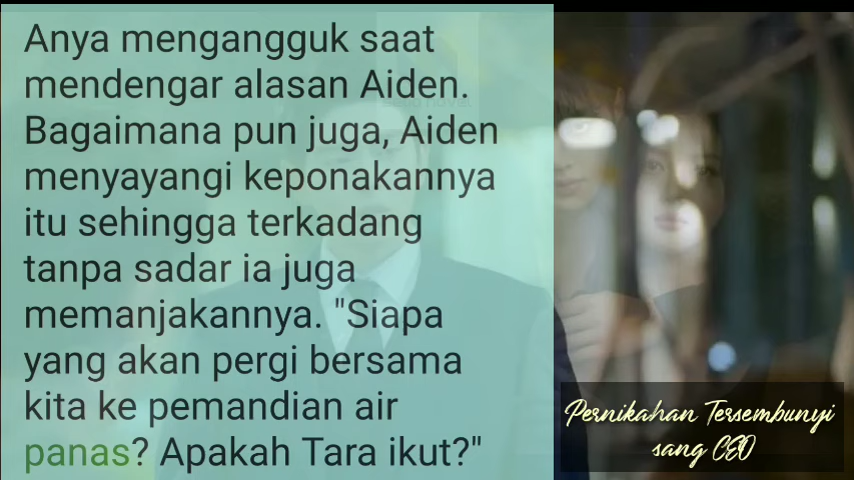 Anya mengangguk saat
mendengar alasan Aiden.
Bagaimana pun juga, Aiden
menyayangi keponakannya
itu sehingga terkadang
tanpa sadar ia juga
memanjakannya. "Siapa
yang akan pergi bersama
kita ke pemandian air
panas? Apakah Tara ikut?"
Pernikahan Tersembunyi
sang CEO